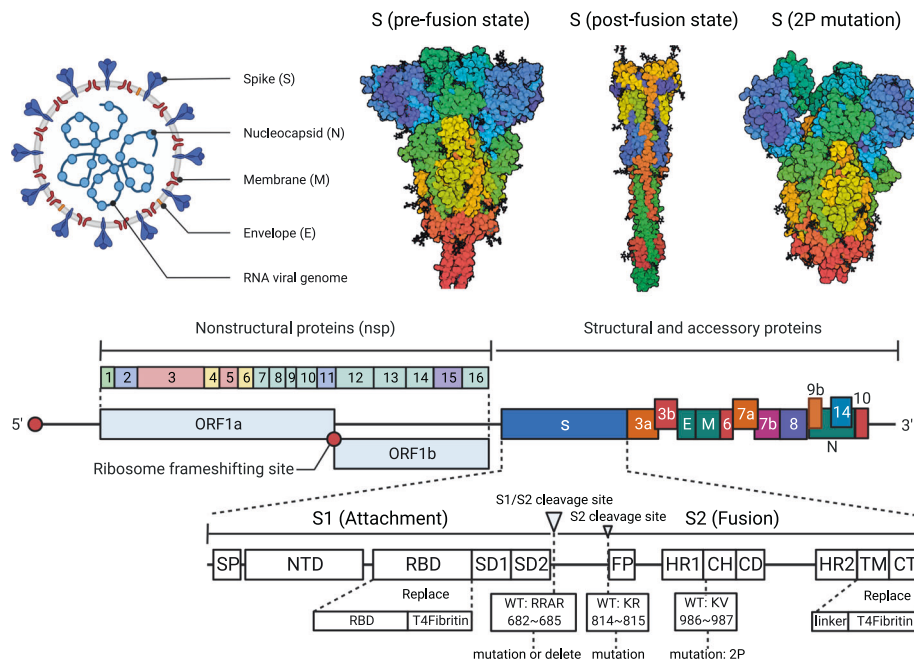 S (pre-fusion state)
S (post-fusion state)
S (2P mutation)
Spike (S)
Nucleocapsid (N)
Membrane (M)
Envelope (E)
RNA viral genome
Nonstructural proteins (nsp)
Structural and accessory proteins
1 2 3 4 5 6 7 8 9 10 11 12 13 14 15 16
9b 14 10
5'
ORF1a
S
3a 3b E M 6 7a 7b 8
N
3'
Ribosome frameshifting site
ORF1b
S1/S2 cleavage site
S1 (Attachment)
S2 cleavage site
S2 (Fusion)
SP NTD RBD SD1 SD2 FP HR1 CH CD HR2 TM CT
Replace
RBD T4Fibritin
WT: RRAR
682~685
mutation or delete
WT: KR
814~815
mutation
WT: KV
986~987
mutation: 2P
Replace
linker T4Fibritin